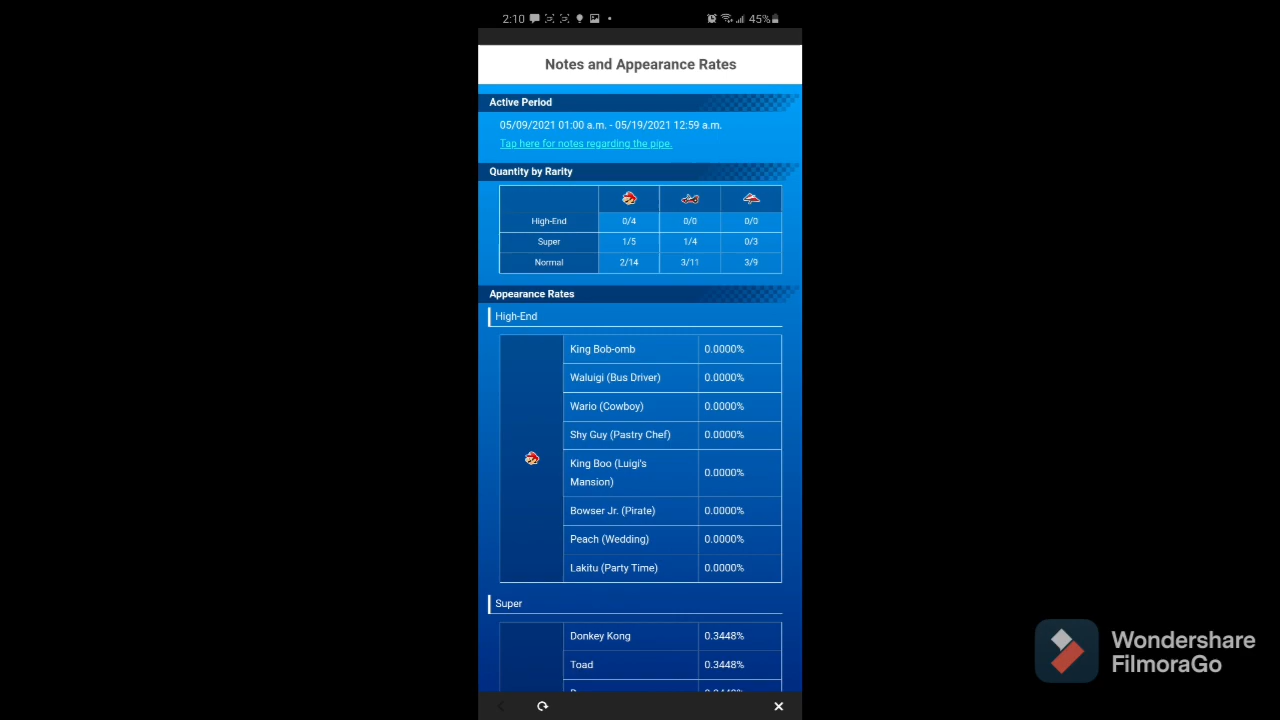 2:10 45%
Notes and Appearance Rates
Active Period
05/09/2021 01:00 a.m. - 05/19/2021 12:59 a.m.
Tap here for notes regarding the pipe.
Quantity by Rarity
High-End 0/4 0/0 0/0
Super 1/5 1/4 0/3
Normal 2/14 3/11 3/9
Appearance Rates
High-End
King Bob-omb 0.0000%
Waluigi (Bus Driver) 0.0000%
Wario (Cowboy) 0.0000%
Shy Guy (Pastry Chef) 0.0000%
King Boo (Luigi's
Mansion) 0.0000%
Bowser Jr. (Pirate) 0.0000%
Peach (Wedding) 0.0000%
Lakitu (Party Time) 0.0000%
Super
Donkey Kong 0.3448%
Toad 0.3448%
Wondershare
FilmoraGo